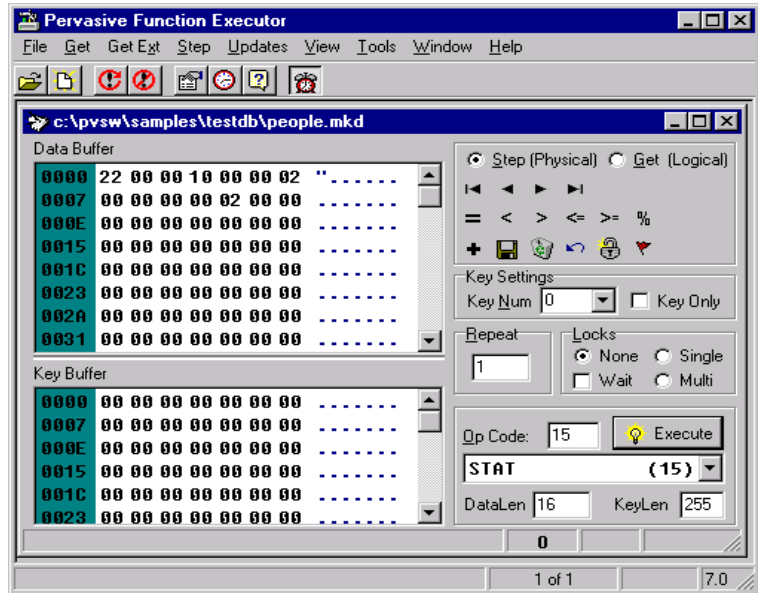 Pervasive Function Executor
File Get Get Ext Step Updates View Tools Window Help
c:\pvsw\samples\testdb\people.mkd
Data Buffer
0000 22 00 00 10 00 00 02 "......
0007 00 00 00 00 02 00 00 .......
000E 00 00 00 00 00 00 00 .......
0015 00 00 00 00 00 00 00 .......
001C 00 00 00 00 00 00 00 .......
0023 00 00 00 00 00 00 00 .......
002A 00 00 00 00 00 00 00 .......
0031 00 00 00 00 00 00 00 .......
Key Buffer
0000 00 00 00 00 00 00 00 .......
0007 00 00 00 00 00 00 00 .......
000E 00 00 00 00 00 00 00 .......
0015 00 00 00 00 00 00 00 .......
001C 00 00 00 00 00 00 00 .......
0023 00 00 00 00 00 00 00 .......
Step (Physical) Get (Logical)
= < > <= >= %
Key Settings
Key Num 0 Key Only
Repeat
1
Locks
None Single
Wait Multi
Op Code: 15 Execute
STAT (15)
DataLen 16 KeyLen 255
0
1 of 1 7.0